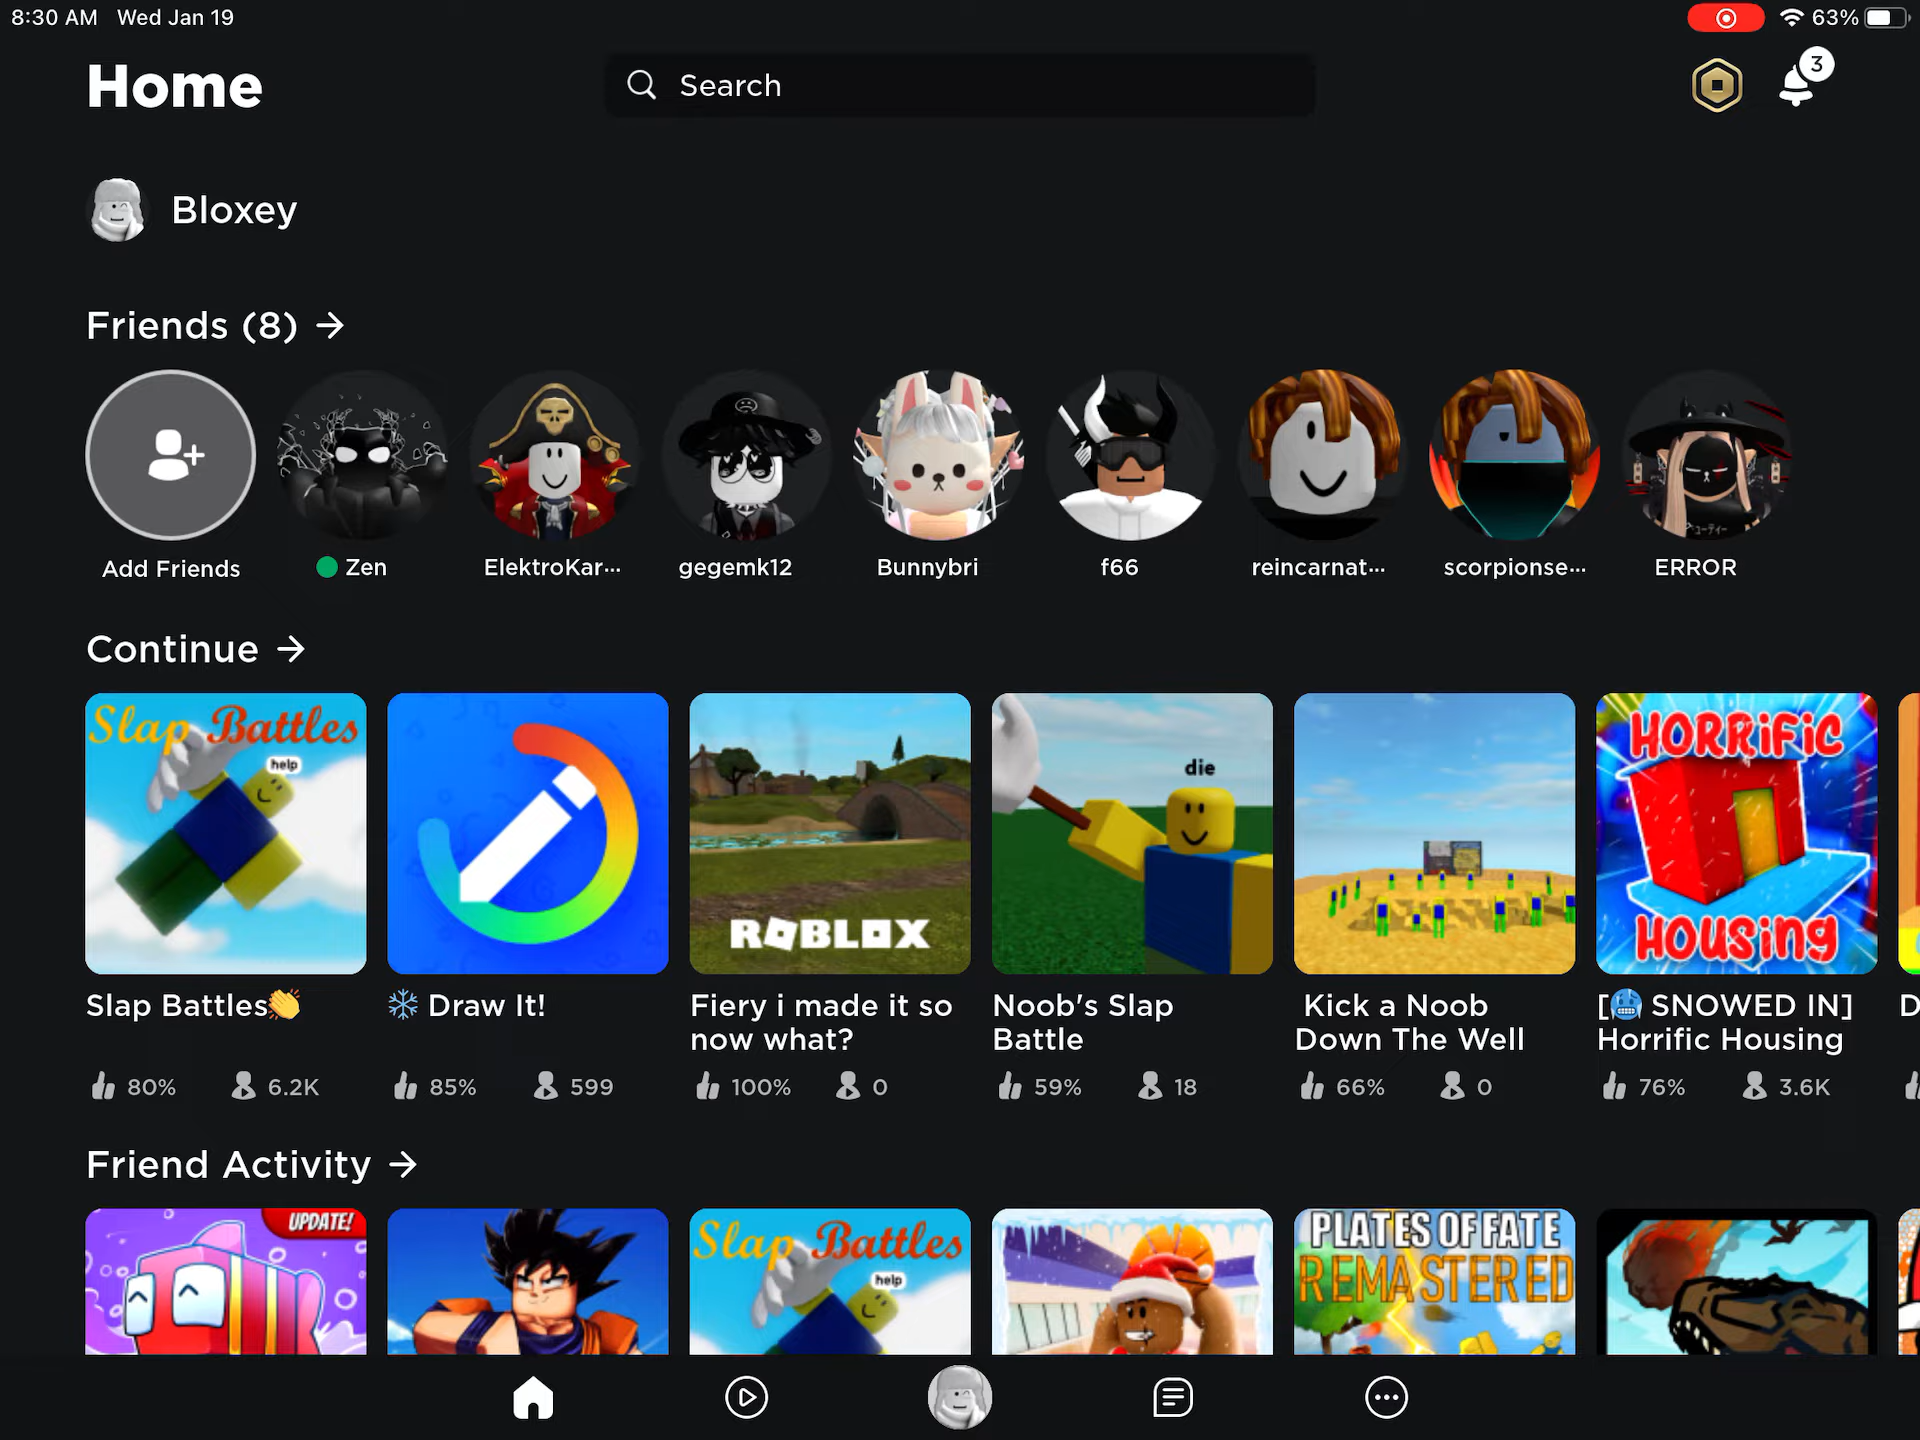 8:30 AM Wed Jan 19
63%
Home
Search
3
Bloxey
Friends (8) →
Add Friends
Zen
ElektroKar...
gegemk12
Bunnybri
f66
reincarnat...
scorpionse...
ERROR
Continue →
Slap Battles
help
ROBLOX
die
HORRIFIC
HOUSING
Slap Battles👏
❄️ Draw It!
Fiery i made it so
now what?
Noob's Slap
Battle
Kick a Noob
Down The Well
[🥶 SNOWED IN]
Horrific Housing
D
80% 6.2K
85% 599
100% 0
59% 18
66% 0
76% 3.6K
Friend Activity →
UPDATE!
Slap Battles
help
PLATES OF FATE
REMASTERED